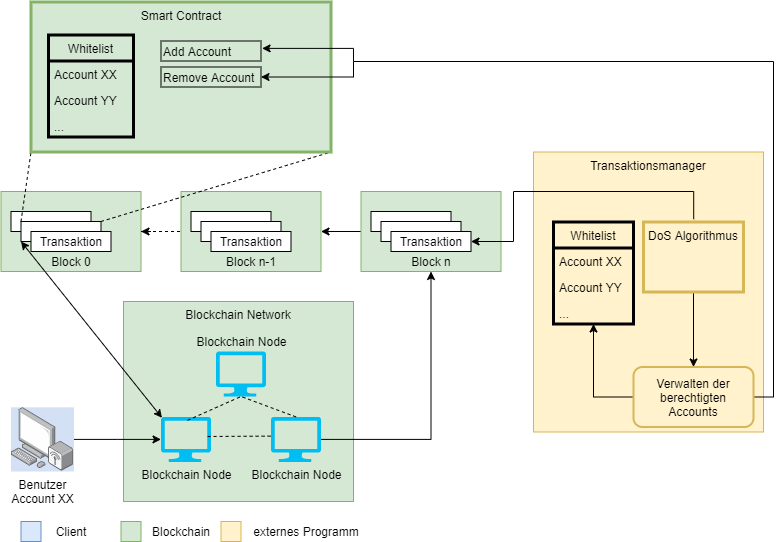 Smart Contract
Whitelist
Account XX
Account YY
...
Add Account
Remove Account
Transaktion
Block 0
Transaktion
Block n-1
Transaktion
Block n
Transaktionsmanager
Whitelist
Account XX
Account YY
...
DoS Algorithmus
Verwalten der
berechtigten
Accounts
Blockchain Network
Blockchain Node
Blockchain Node
Blockchain Node
Benutzer
Account XX
Client
Blockchain
externes Programm